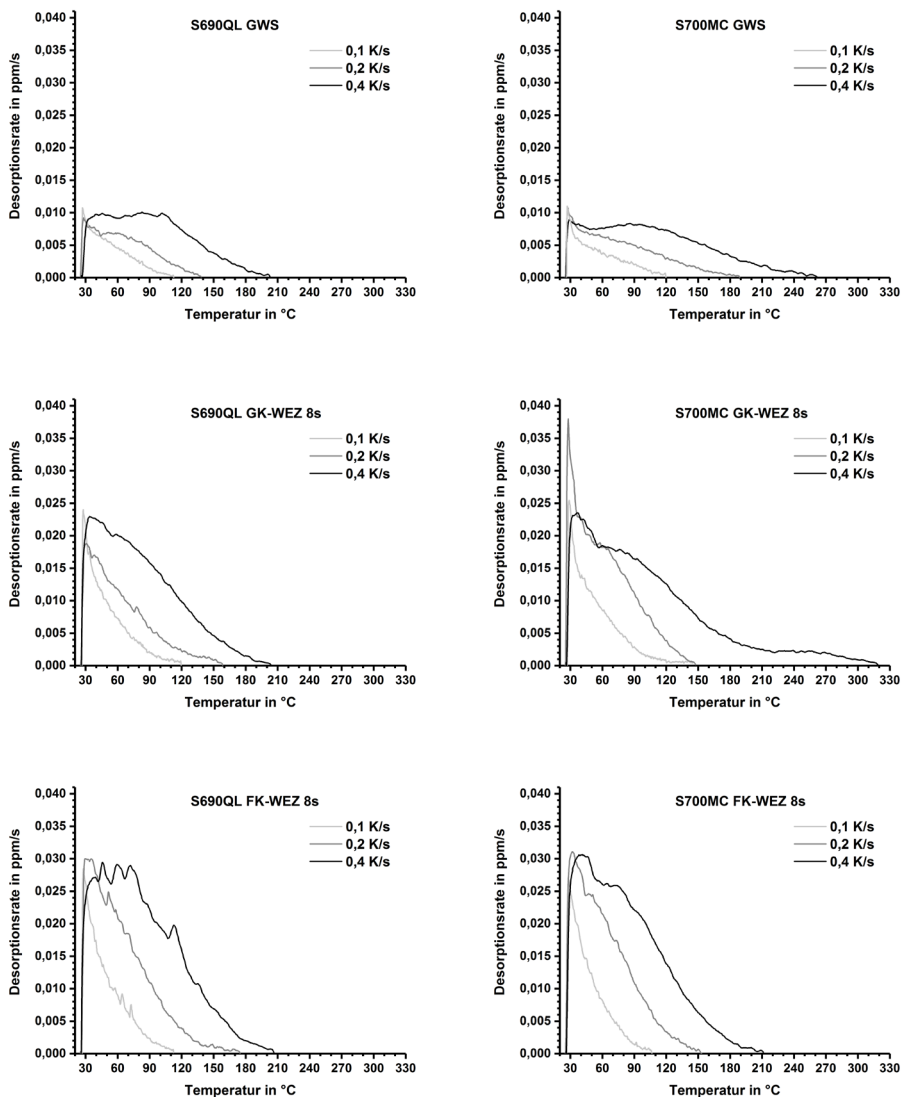 S690QL GWS
0,1 K/s
0,2 K/s
0,4 K/s
Desorptionsrate in ppm/s
0,040
0,035
0,030
0,025
0,020
0,015
0,010
0,005
0,000
30 60 90 120 150 180 210 240 270 300 330
Temperatur in °C
S700MC GWS
0,1 K/s
0,2 K/s
0,4 K/s
Desorptionsrate in ppm/s
0,040
0,035
0,030
0,025
0,020
0,015
0,010
0,005
0,000
30 60 90 120 150 180 210 240 270 300 330
Temperatur in °C
S690QL GK-WEZ 8s
0,1 K/s
0,2 K/s
0,4 K/s
Desorptionsrate in ppm/s
0,040
0,035
0,030
0,025
0,020
0,015
0,010
0,005
0,000
30 60 90 120 150 180 210 240 270 300 330
Temperatur in °C
S700MC GK-WEZ 8s
0,1 K/s
0,2 K/s
0,4 K/s
Desorptionsrate in ppm/s
0,040
0,035
0,030
0,025
0,020
0,015
0,010
0,005
0,000
30 60 90 120 150 180 210 240 270 300 330
Temperatur in °C
S690QL FK-WEZ 8s
0,1 K/s
0,2 K/s
0,4 K/s
Desorptionsrate in ppm/s
0,040
0,035
0,030
0,025
0,020
0,015
0,010
0,005
0,000
30 60 90 120 150 180 210 240 270 300 330
Temperatur in °C
S700MC FK-WEZ 8s
0,1 K/s
0,2 K/s
0,4 K/s
Desorptionsrate in ppm/s
0,040
0,035
0,030
0,025
0,020
0,015
0,010
0,005
0,000
30 60 90 120 150 180 210 240 270 300 330
Temperatur in °C